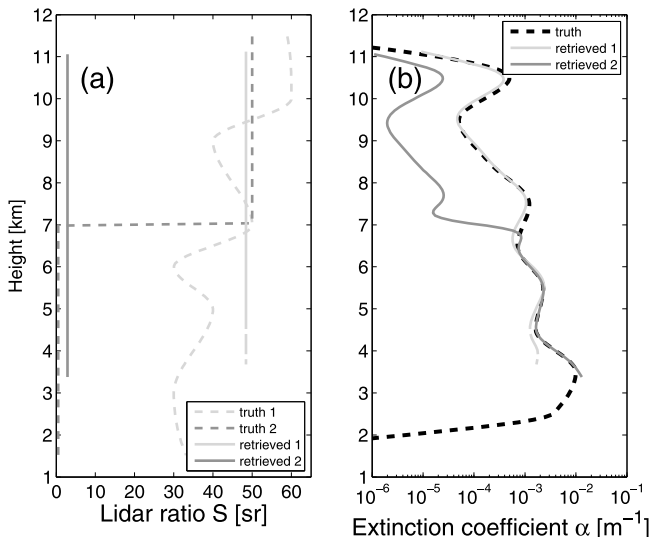 12
11
10
9
8
7
6
5
4
3
2
1
Height [km]
(a)
truth 1
truth 2
retrieved 1
retrieved 2
0 10 20 30 40 50 60
Lidar ratio S [sr]
12
11
10
9
8
7
6
5
4
3
2
1
(b)
truth
retrieved 1
retrieved 2
10⁻⁶ 10⁻⁵ 10⁻⁴ 10⁻³ 10⁻² 10⁻¹
Extinction coefficient α [m⁻¹]